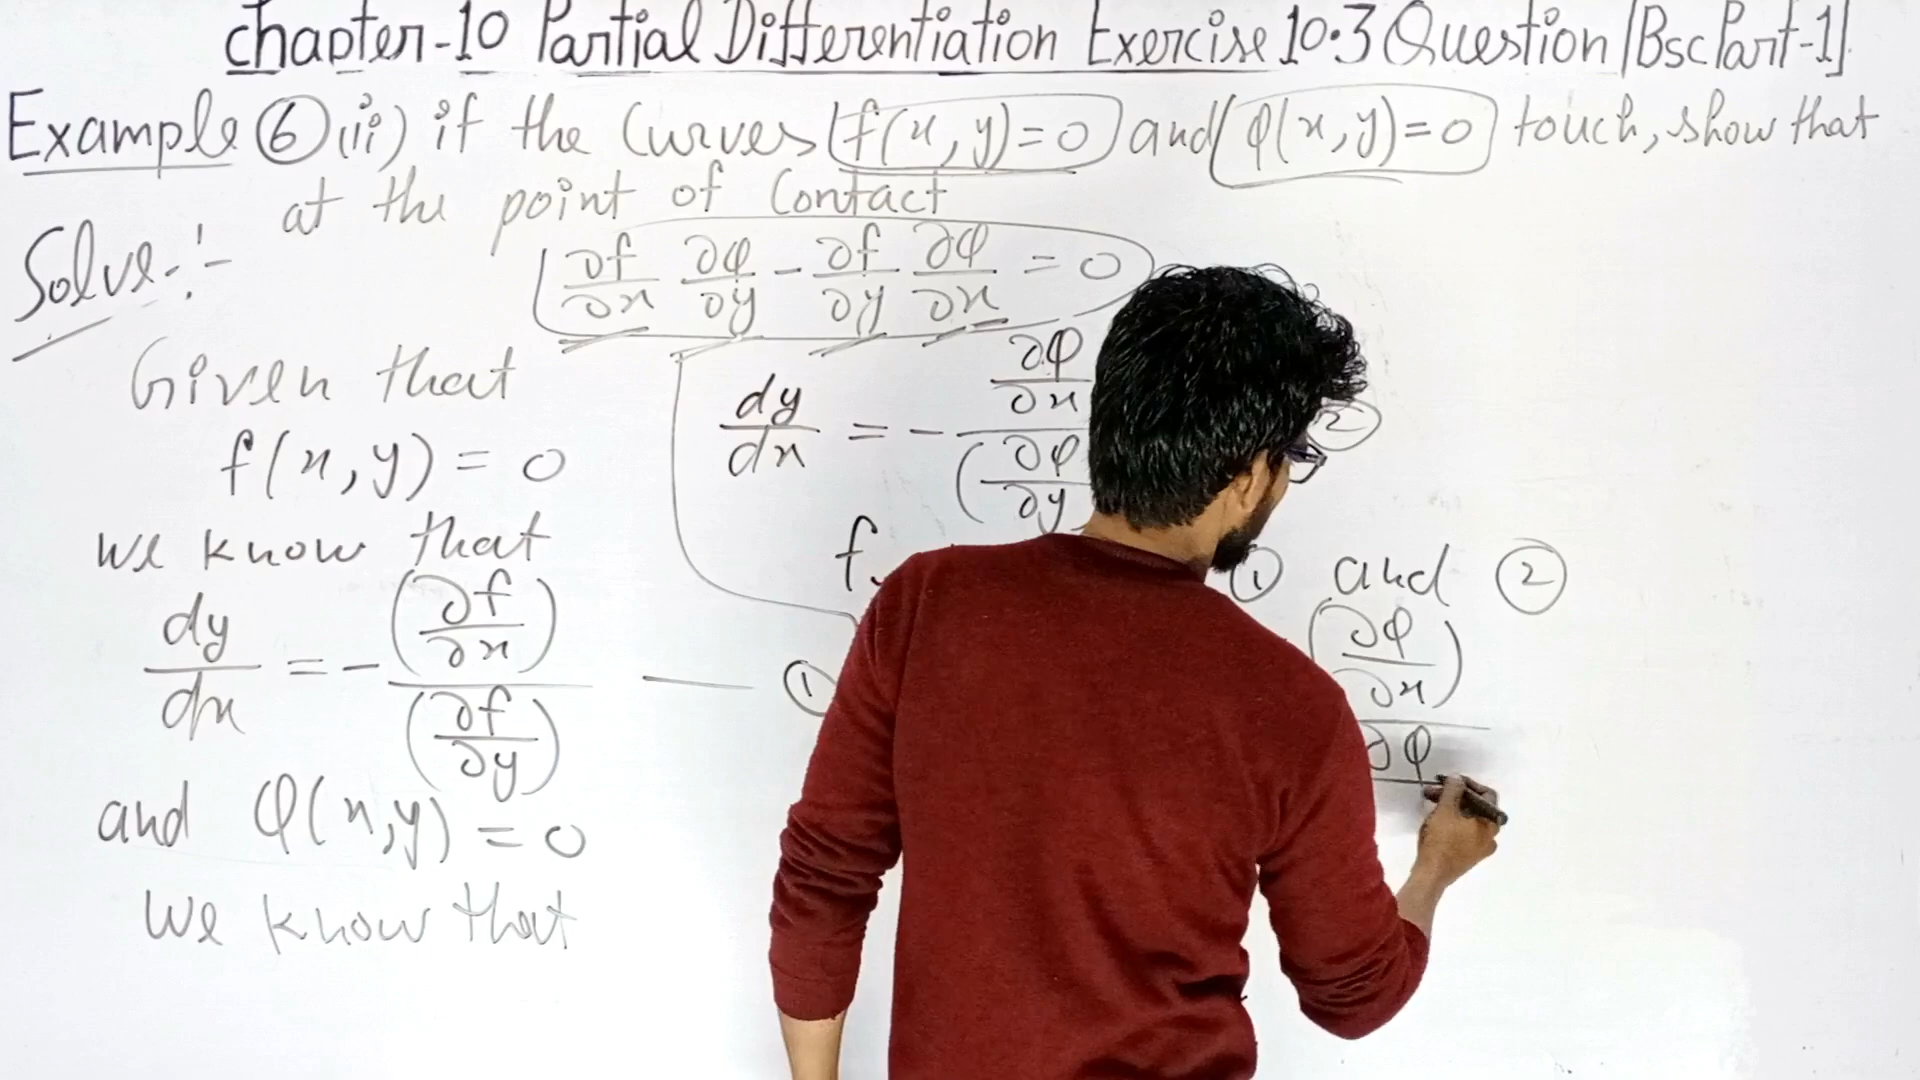 Chapter-10 Partial Differentiation Exercise 10.3 Question [Bsc Part-1]
Example 6 (ii) if the curves f(x,y)=0 and φ(x,y)=0 touch, show that
at the point of Contact
∂f/∂x ∂φ/∂y - ∂f/∂y ∂φ/∂x = 0
Solve:-
Given that
f(x,y) = 0
we know that
dy/dx = - (∂f/∂x)/(∂f/∂y) — ①
and φ(x,y) = 0
we know that
dy/dx = - ∂φ/∂x / (∂φ/∂y ②
① and ②
(∂φ/∂x)
∂φ